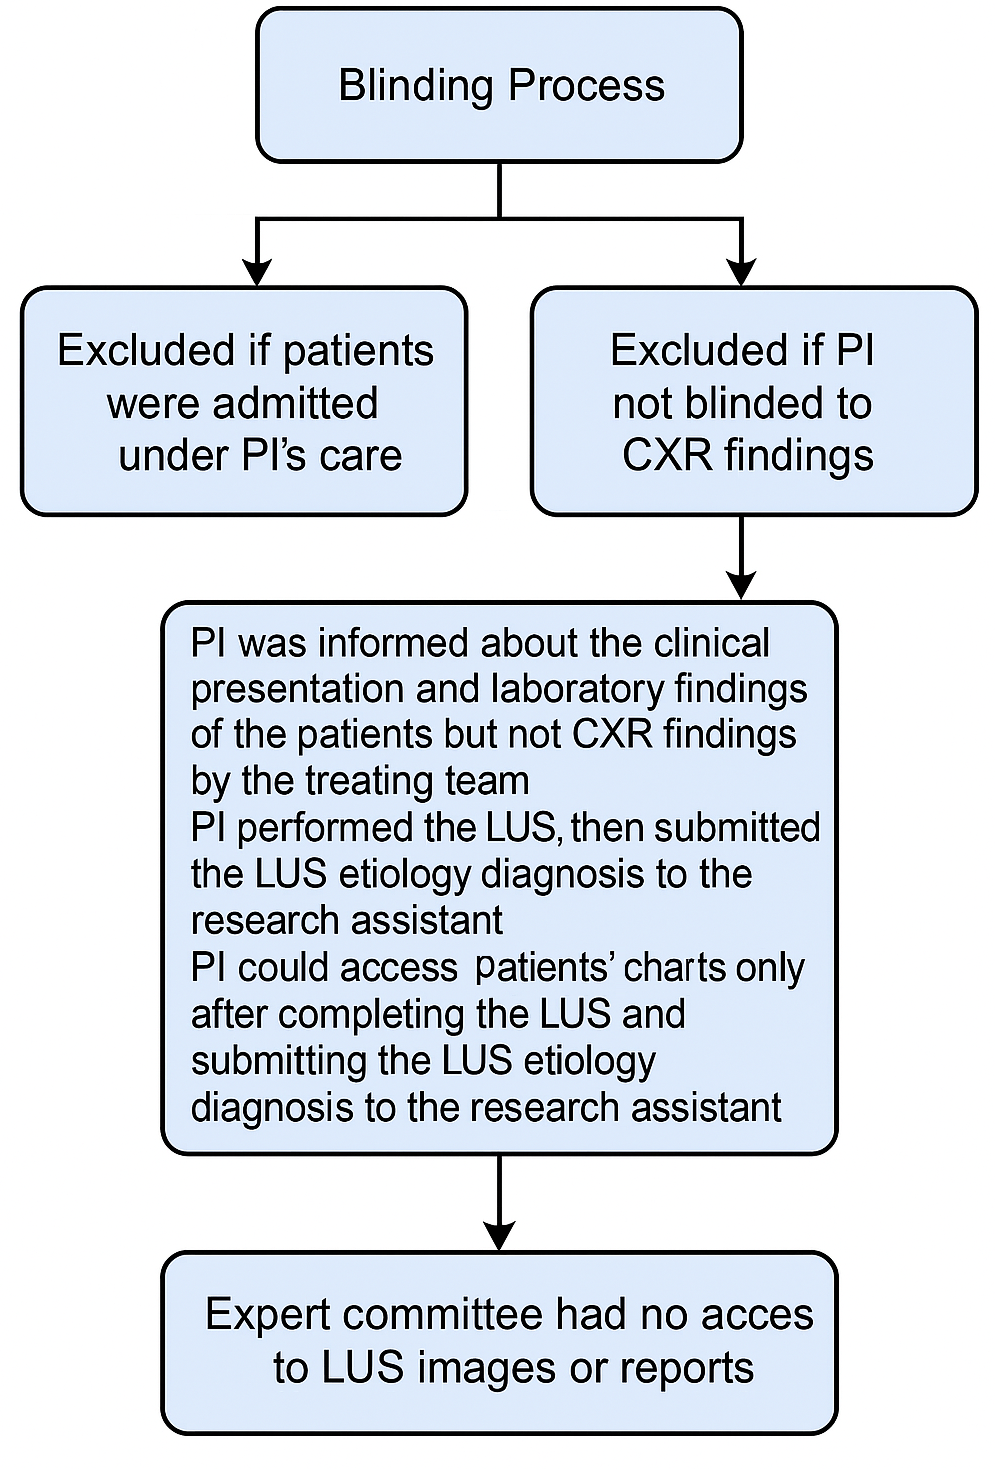 Blinding Process
Excluded if patients
were admitted
under PI’s care
Excluded if PI
not blinded to
CXR findings
PI was informed about the clinical
presentation and laboratory findings
of the patients but not CXR findings
by the treating team
PI performed the LUS, then submitted
the LUS etiology diagnosis to the
research assistant
PI could access patients’ charts only
after completing the LUS and
submitting the LUS etiology
diagnosis to the research assistant
Expert committee had no acces
to LUS images or reports